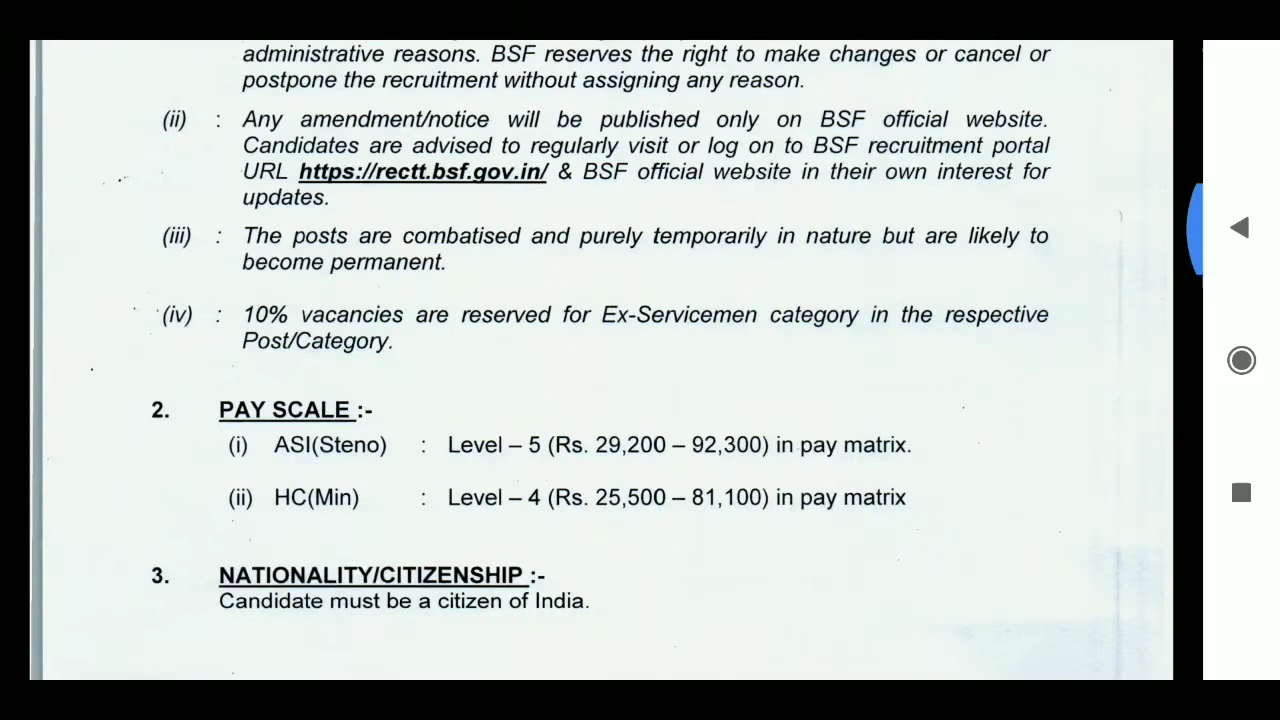 administrative reasons. BSF reserves the right to make changes or cancel or
postpone the recruitment without assigning any reason.
(ii) : Any amendment/notice will be published only on BSF official website.
Candidates are advised to regularly visit or log on to BSF recruitment portal
URL https://rectt.bsf.gov.in/ & BSF official website in their own interest for
updates.
(iii) : The posts are combatised and purely temporarily in nature but are likely to
become permanent.
(iv) : 10% vacancies are reserved for Ex-Servicemen category in the respective
Post/Category.
2. PAY SCALE :-
(i) ASI(Steno) : Level – 5 (Rs. 29,200 – 92,300) in pay matrix.
(ii) HC(Min) : Level – 4 (Rs. 25,500 – 81,100) in pay matrix
3. NATIONALITY/CITIZENSHIP :-
Candidate must be a citizen of India.